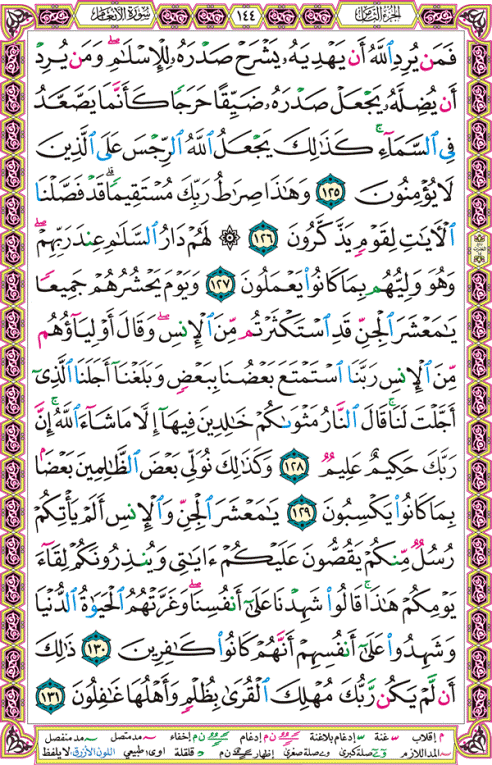 الجزء الثامن ١٤٤ سورة الأنعام
فَمَن يُرِدِ ٱللَّهُ أَن يَهْدِيَهُۥ يَشْرَحْ صَدْرَهُۥ لِلْإِسْلَٰمِ ۖ وَمَن يُرِدْ
أَن يُضِلَّهُۥ يَجْعَلْ صَدْرَهُۥ ضَيِّقًا حَرَجًا كَأَنَّمَا يَصَّعَّدُ
فِى ٱلسَّمَآءِ ۚ كَذَٰلِكَ يَجْعَلُ ٱللَّهُ ٱلرِّجْسَ عَلَى ٱلَّذِينَ
لَا يُؤْمِنُونَ ١٢٥ وَهَٰذَا صِرَٰطُ رَبِّكَ مُسْتَقِيمًا ۗ قَدْ فَصَّلْنَا
ٱلْءَايَٰتِ لِقَوْمٍ يَذَّكَّرُونَ ١٢٦ ۞ لَهُمْ دَارُ ٱلسَّلَٰمِ عِندَ رَبِّهِمْ ۖ
وَهُوَ وَلِيُّهُم بِمَا كَانُوا۟ يَعْمَلُونَ ١٢٧ وَيَوْمَ يَحْشُرُهُمْ جَمِيعًا
يَٰمَعْشَرَ ٱلْجِنِّ قَدِ ٱسْتَكْثَرْتُم مِّنَ ٱلْإِنسِ ۖ وَقَالَ أَوْلِيَآؤُهُم
مِّنَ ٱلْإِنسِ رَبَّنَا ٱسْتَمْتَعَ بَعْضُنَا بِبَعْضٍ وَبَلَغْنَآ أَجَلَنَا ٱلَّذِىٓ
أَجَّلْتَ لَنَا ۚ قَالَ ٱلنَّارُ مَثْوَىٰكُمْ خَٰلِدِينَ فِيهَآ إِلَّا مَا شَآءَ ٱللَّهُ ۗ إِنَّ
رَبَّكَ حَكِيمٌ عَلِيمٌ ١٢٨ وَكَذَٰلِكَ نُوَلِّى بَعْضَ ٱلظَّٰلِمِينَ بَعْضًۢا
بِمَا كَانُوا۟ يَكْسِبُونَ ١٢٩ يَٰمَعْشَرَ ٱلْجِنِّ وَٱلْإِنسِ أَلَمْ يَأْتِكُمْ
رُسُلٌ مِّنكُمْ يَقُصُّونَ عَلَيْكُمْ ءَايَٰتِى وَيُنذِرُونَكُمْ لِقَآءَ
يَوْمِكُمْ هَٰذَا ۚ قَالُوا۟ شَهِدْنَا عَلَىٰٓ أَنفُسِنَا ۖ وَغَرَّتْهُمُ ٱلْحَيَوٰةُ ٱلدُّنْيَا
وَشَهِدُوا۟ عَلَىٰٓ أَنفُسِهِمْ أَنَّهُمْ كَانُوا۟ كَٰفِرِينَ ١٣٠ ذَٰلِكَ
أَن لَّمْ يَكُن رَّبُّكَ مُهْلِكَ ٱلْقُرَىٰ بِظُلْمٍ وَأَهْلُهَا غَٰفِلُونَ ١٣١
م إقلاب س غنة إدغام بلاغنة ن م إدغام إخفاء مد متصل مد منفصل
المد اللازم صلة كبرى صلة صغرى إظهار ن م قلقلة اوى: طبيعي اللون الأزرق: لا يلفظ